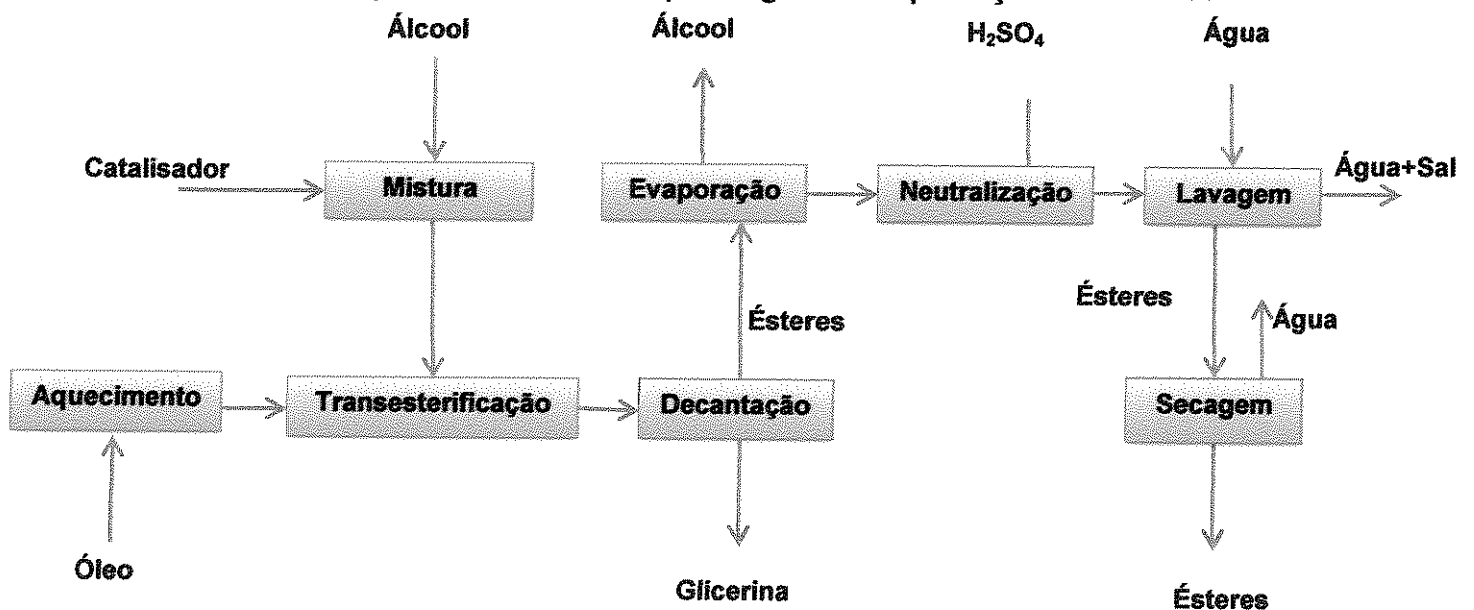 Álcool Álcool H₂SO₄ Água
Catalisador Mistura Evaporação Neutralização Lavagem Água+Sal
Ésteres Ésteres Água
Aquecimento Transesterificação Decantação Secagem
Óleo Glicerina Ésteres